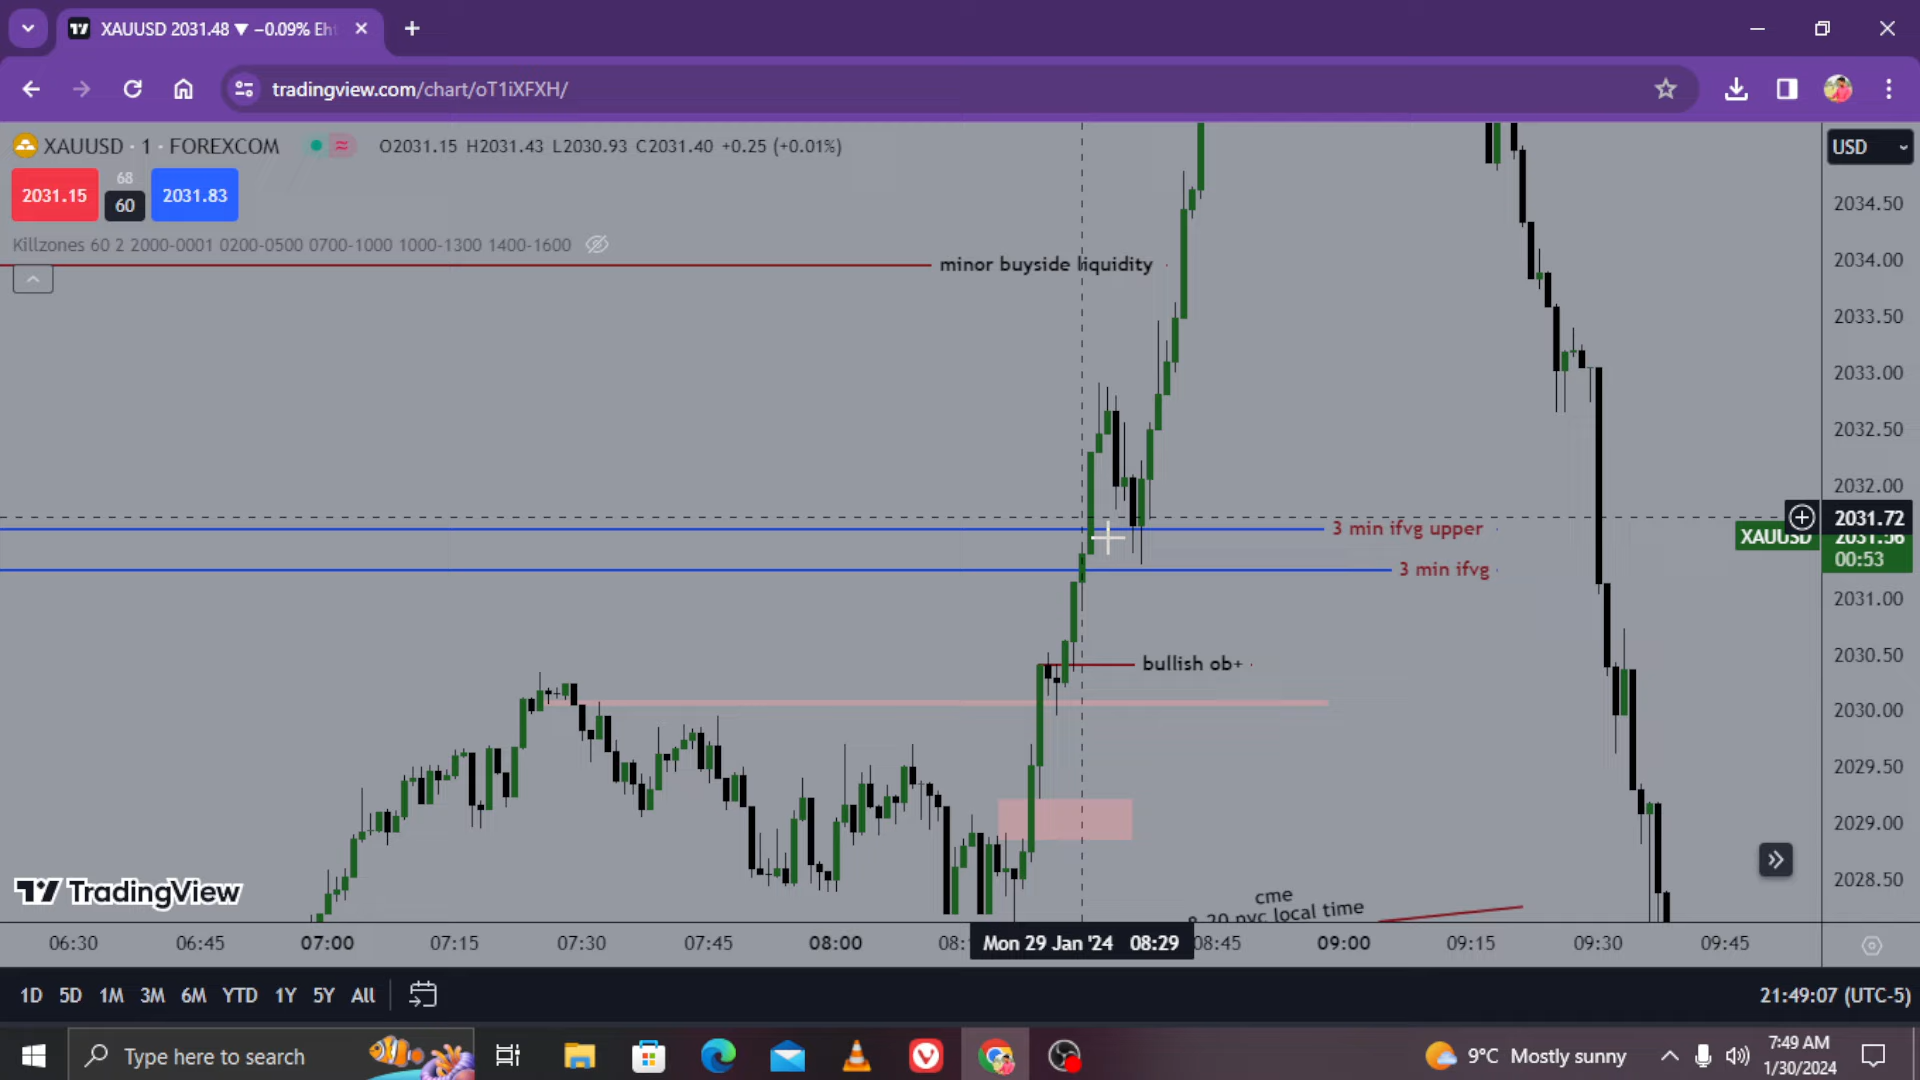 XAUUSD 2031.48 ▼ −0.09% Eht
tradingview.com/chart/oT1iXFXH/
XAUUSD · 1 · FOREXCOM O2031.15 H2031.43 L2030.93 C2031.40 +0.25 (+0.01%)
USD
2031.15 68 60 2031.83
Killzones 60 2 2000-0001 0200-0500 0700-1000 1000-1300 1400-1600
minor buyside liquidity
2034.50
2034.00
2033.50
2033.00
2032.50
2032.00
2031.72
3 min ifvg upper
XAUUSD 2031.56
00:53
3 min ifvg
2031.00
bullish ob+
2030.50
2030.00
2029.50
2029.00
2028.50
TradingView
cme
8 20 nyc local time
06:30 06:45 07:00 07:15 07:30 07:45 08:00 08:1 Mon 29 Jan '24 08:29 08:45 09:00 09:15 09:30 09:45
1D 5D 1M 3M 6M YTD 1Y 5Y All 21:49:07 (UTC-5)
Type here to search 9°C Mostly sunny 7:49 AM
1/30/2024